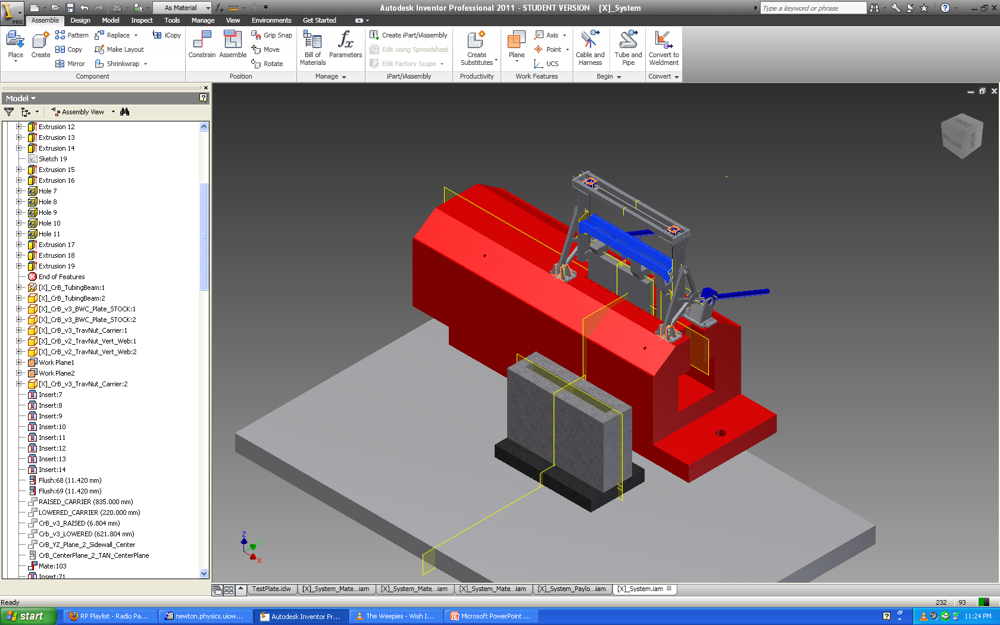 Autodesk Inventor Professional 2011 - STUDENT VERSION [X]_System
As Material
Type a keyword or phrase
PRO
Assemble Design Model Inspect Tools Manage View Environments Get Started
Place
Create
Pattern
Copy
Mirror
Replace
Make Layout
Shrinkwrap
iCopy
Component
Constrain
Assemble
Grip Snap
Move
Rotate
Position
Bill of Materials
Parameters
Manage
Create iPart/iAssembly
Edit using Spreadsheet
Edit Factory Scope
iPart/iAssembly
Create Substitutes
Productivity
Plane
Axis
Point
UCS
Work Features
Cable and Harness
Tube and Pipe
Begin
Convert to Weldment
Convert
Model
Assembly View
Extrusion 12
Extrusion 13
Extrusion 14
Sketch 19
Extrusion 15
Extrusion 16
Hole 7
Hole 8
Hole 9
Hole 10
Hole 11
Extrusion 17
Extrusion 18
Extrusion 19
End of Features
[X]_CrB_TubingBeam:1
[X]_CrB_TubingBeam:2
[X]_CrB_v3_BWC_Plate_STOCK:1
[X]_CrB_v3_BWC_Plate_STOCK:2
[X]_CrB_v3_TravNut_Carrier:1
[X]_CrB_v2_TravNut_Vert_Web:1
[X]_CrB_v2_TravNut_Vert_Web:2
Work Plane1
Work Plane2
[X]_CrB_v3_TravNut_Carrier:2
Insert:7
Insert:8
Insert:9
Insert:10
Insert:11
Insert:12
Insert:13
Insert:14
Flush:68 (11.420 mm)
Flush:69 (11.420 mm)
RAISED_CARRIER (835.000 mm)
LOWERED_CARRIER (220.000 mm)
CrB_v3_RAISED (6.804 mm)
Crb_v3_LOWERED (621.804 mm)
CrB_YZ_Plane_2_Sidewall_Center
CrB_CenterPlane_2_TAN_CenterPlane
Mate:103
Insert:71
FRONT
RIGHT
BOTTOM
Z
Y
X
TestPlate.idw [X]_System_Mate...iam [X]_System_Mate...iam [X]_System_Mate...iam [X]_System_Paylo...iam [X]_System.iam
Ready
232 93
start
RP Playlist - Radio Pa...
newton.physics.uiow...
Autodesk Inventor Pr...
The Weepies - Wish I...
Microsoft PowerPoint ...
11:24 PM